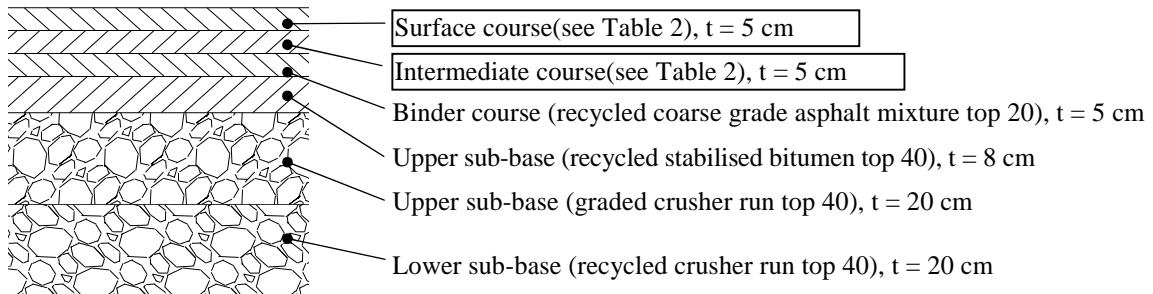 Surface course(see Table 2), t = 5 cm
Intermediate course(see Table 2), t = 5 cm
Binder course (recycled coarse grade asphalt mixture top 20), t = 5 cm
Upper sub-base (recycled stabilised bitumen top 40), t = 8 cm
Upper sub-base (graded crusher run top 40), t = 20 cm
Lower sub-base (recycled crusher run top 40), t = 20 cm